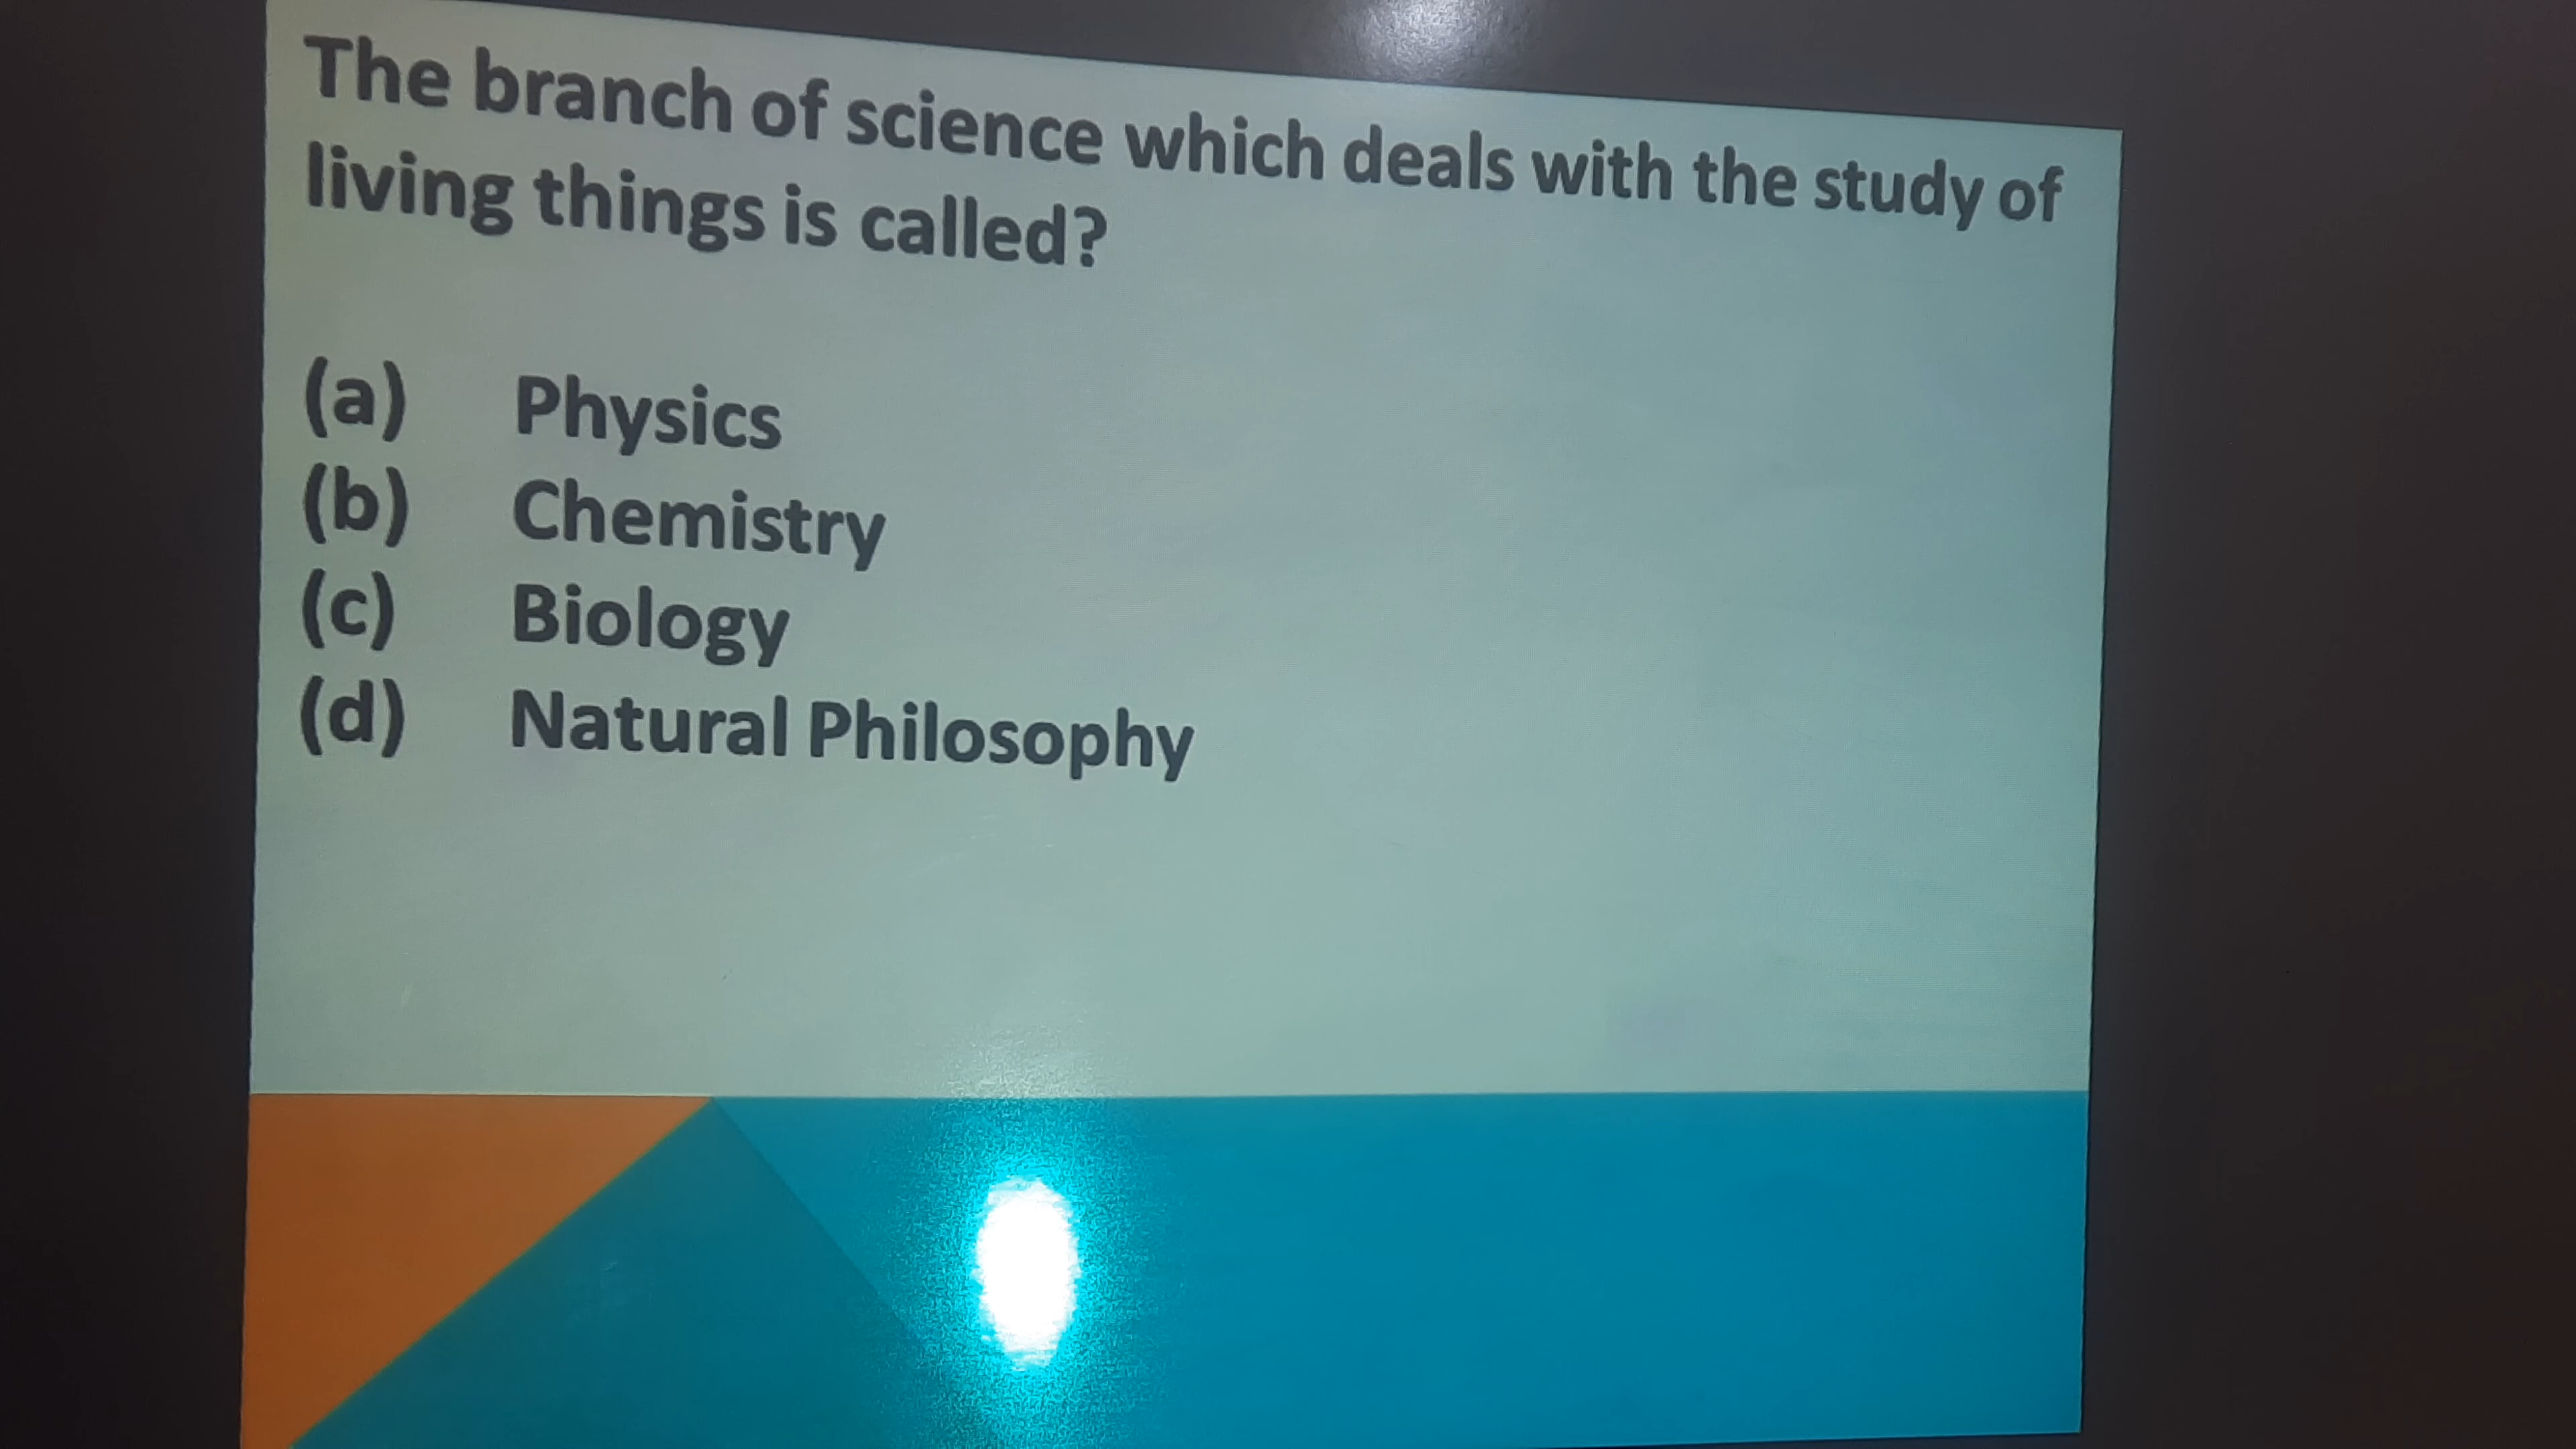 The branch of science which deals with the study of
living things is called?
(a) Physics
(b) Chemistry
(c) Biology
(d) Natural Philosophy